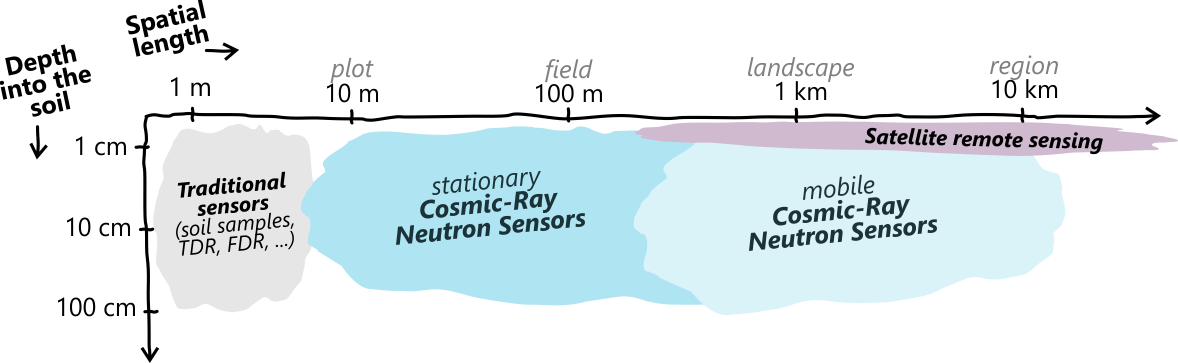 Spatial
length
Depth
into the
soil
plot
field
landscape
region
1 m
10 m
100 m
1 km
10 km
1 cm
10 cm
100 cm
Satellite remote sensing
Traditional
sensors
(soil samples,
TDR, FDR, ...)
stationary
Cosmic-Ray
Neutron Sensors
mobile
Cosmic-Ray
Neutron Sensors